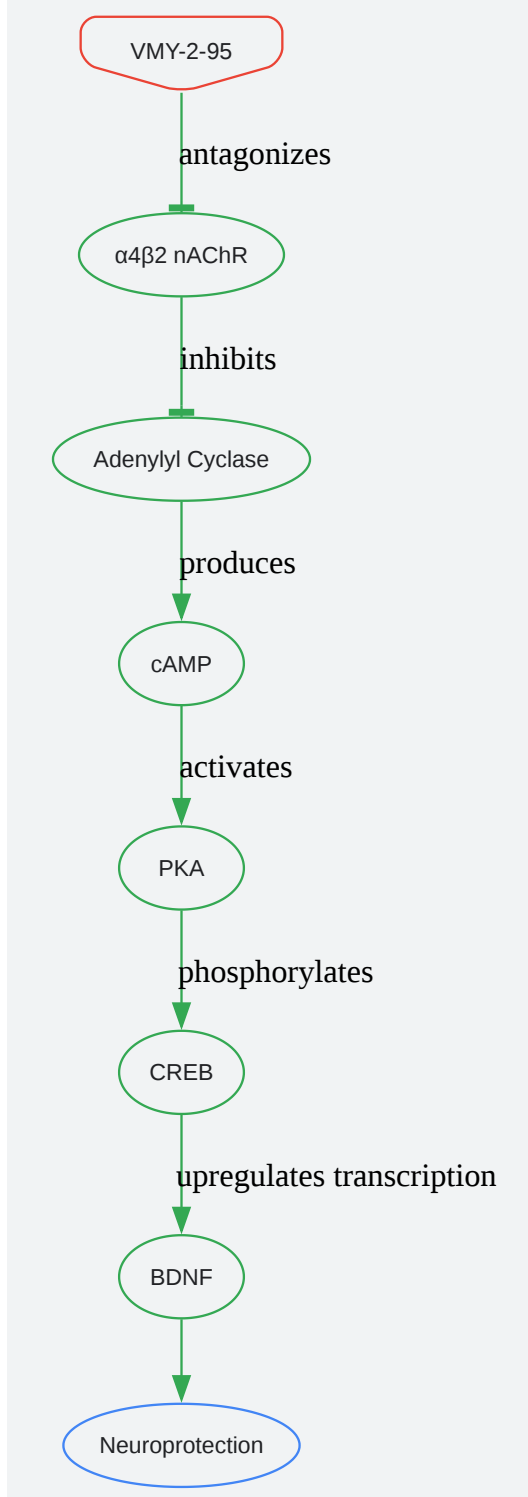 VMY-2-95
antagonizes
α4β2 nAChR
inhibits
Adenylyl Cyclase
produces
cAMP
activates
PKA
phosphorylates
CREB
upregulates transcription
BDNF
Neuroprotection